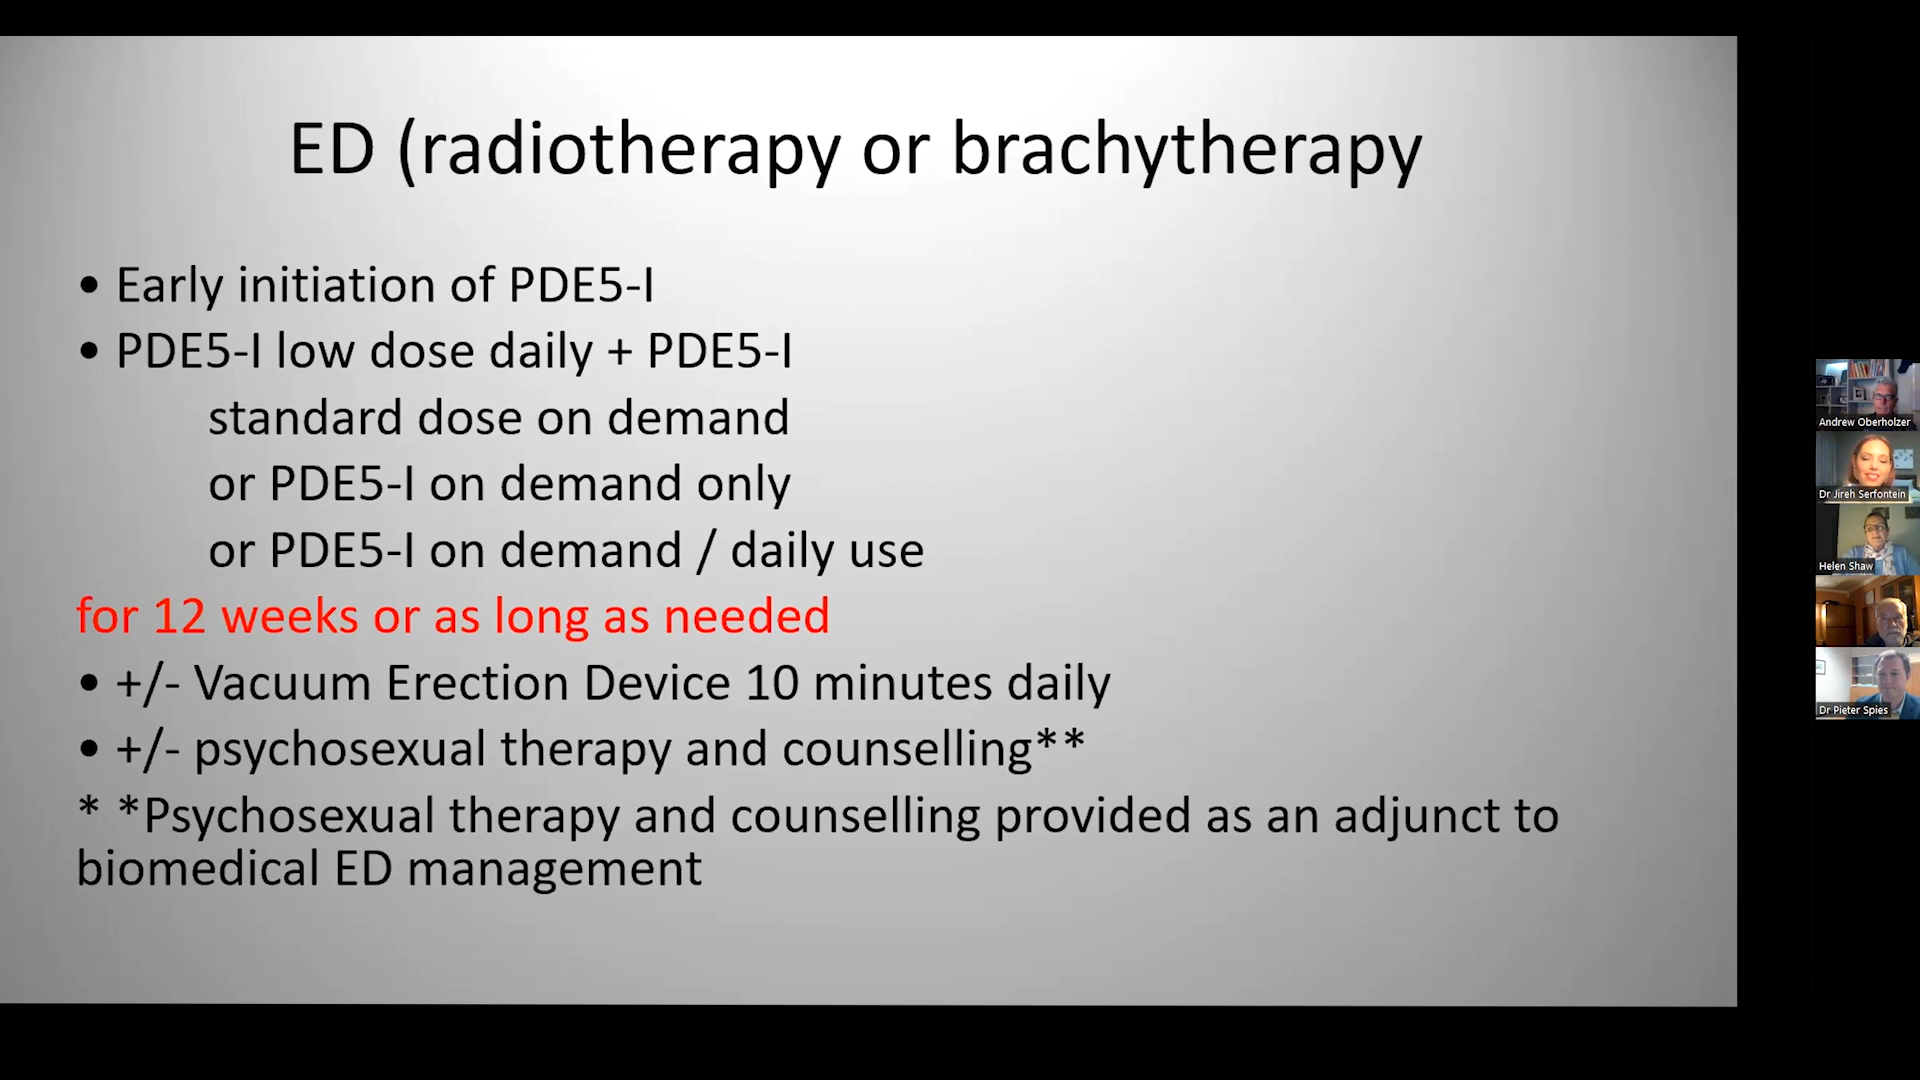 ED (radiotherapy or brachytherapy
• Early initiation of PDE5-I
• PDE5-I low dose daily + PDE5-I
standard dose on demand
or PDE5-I on demand only
or PDE5-I on demand / daily use
for 12 weeks or as long as needed
• +/- Vacuum Erection Device 10 minutes daily
• +/- psychosexual therapy and counselling**
* *Psychosexual therapy and counselling provided as an adjunct to
biomedical ED management
Andrew Oberholzer
Dr Jireh Serfontein
Helen Shaw
Dr Pieter Spies